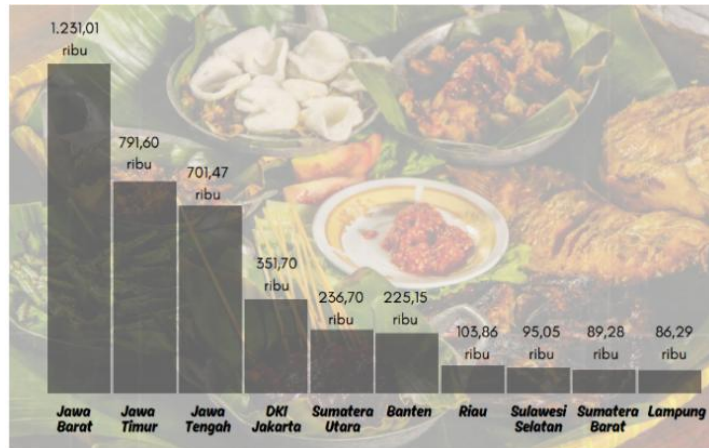 1.231,01
ribu
791,60
ribu
701,47
ribu
351,70
ribu
236,70
ribu
225,15
ribu
103,86
ribu
95,05
ribu
89,28
ribu
86,29
ribu
Jawa
Barat
Jawa
Timur
Jawa
Tengah
DKI
Jakarta
Sumatera
Utara
Banten
Riau
Sulawesi
Selatan
Sumatera
Barat
Lampung